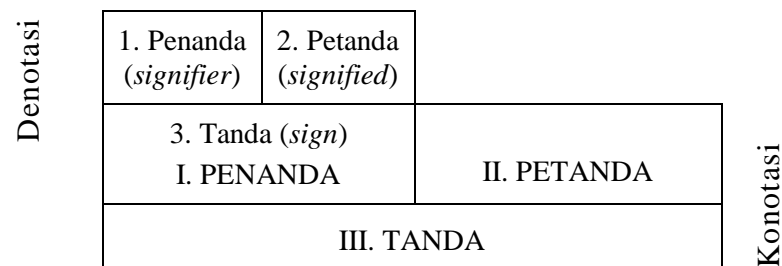 Denotasi
1. Penanda
(signifier)
2. Petanda
(signified)
3. Tanda (sign)
I. PENANDA
II. PETANDA
III. TANDA
Konotasi